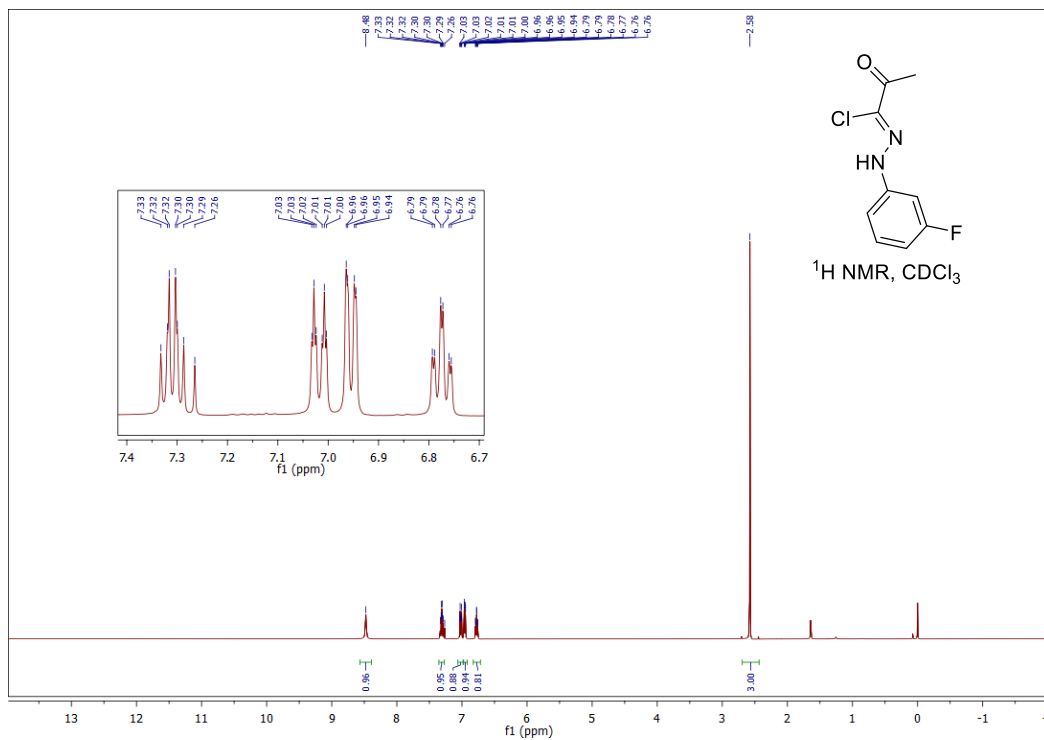 8.48 7.33 7.32 7.32 7.30 7.30 7.29 7.26 7.03 7.03 7.02 7.01 7.01 7.00 6.96 6.96 6.95 6.94 6.79 6.79 6.78 6.77 6.76 6.76 2.58
O
Cl
N
HN
F
¹H NMR, CDCl₃
7.33 7.32 7.32 7.30 7.30 7.29 7.26 7.03 7.03 7.02 7.01 7.01 7.00 6.96 6.96 6.95 6.94 6.79 6.79 6.78 6.77 6.76 6.76
7.4 7.3 7.2 7.1 7.0 6.9 6.8 6.7
f1 (ppm)
0.96 0.95 0.88 0.94 0.81 3.00
13 12 11 10 9 8 7 6 5 4 3 2 1 0 -1
f1 (ppm)